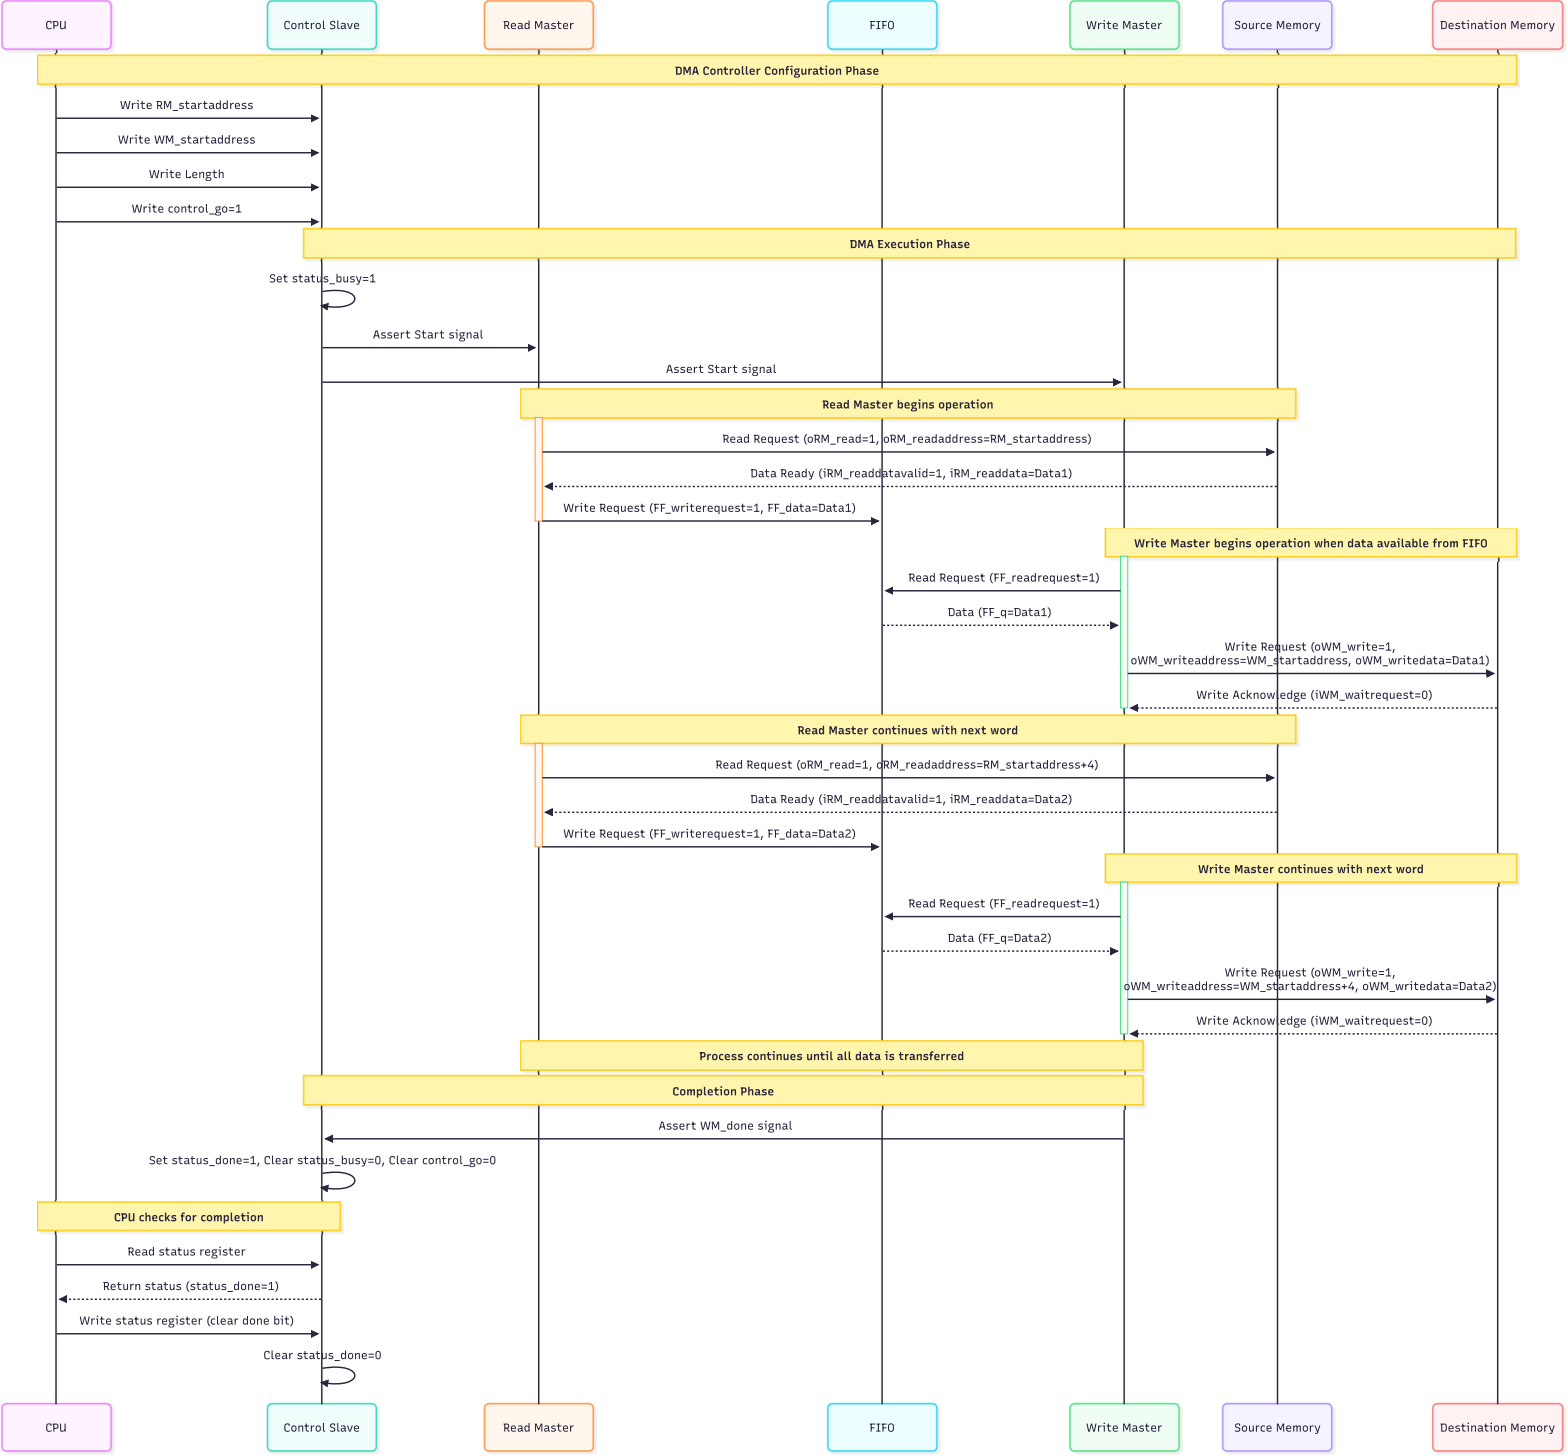 CPU
Control Slave
Read Master
FIFO
Write Master
Source Memory
Destination Memory
DMA Controller Configuration Phase
Write RM_startaddress
Write WM_startaddress
Write Length
Write control_go=1
DMA Execution Phase
Set status_busy=1
Assert Start signal
Assert Start signal
Read Master begins operation
Read Request (oRM_read=1, oRM_readaddress=RM_startaddress)
Data Ready (iRM_readdatavalid=1, iRM_readdata=Data1)
Write Request (FF_writerequest=1, FF_data=Data1)
Write Master begins operation when data available from FIFO
Read Request (FF_readrequest=1)
Data (FF_q=Data1)
Write Request (oWM_write=1,
oWM_writeaddress=WM_startaddress, oWM_writedata=Data1)
Write Acknowledge (iWM_waitrequest=0)
Read Master continues with next word
Read Request (oRM_read=1, oRM_readaddress=RM_startaddress+4)
Data Ready (iRM_readdatavalid=1, iRM_readdata=Data2)
Write Request (FF_writerequest=1, FF_data=Data2)
Write Master continues with next word
Read Request (FF_readrequest=1)
Data (FF_q=Data2)
Write Request (oWM_write=1,
oWM_writeaddress=WM_startaddress+4, oWM_writedata=Data2)
Write Acknowledge (iWM_waitrequest=0)
Process continues until all data is transferred
Completion Phase
Assert WM_done signal
Set status_done=1, Clear status_busy=0, Clear control_go=0
CPU checks for completion
Read status register
Return status (status_done=1)
Write status register (clear done bit)
Clear status_done=0
CPU
Control Slave
Read Master
FIFO
Write Master
Source Memory
Destination Memory